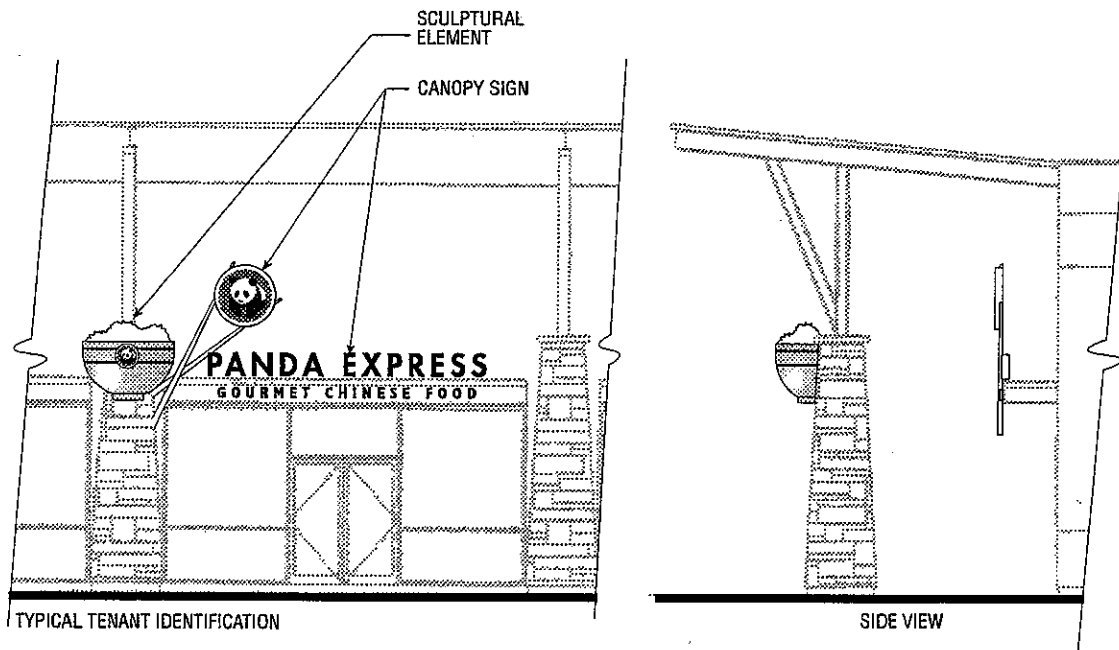 SCULPTURAL
ELEMENT
CANOPY SIGN
PANDA EXPRESS
GOURMET CHINESE FOOD
TYPICAL TENANT IDENTIFICATION
SIDE VIEW